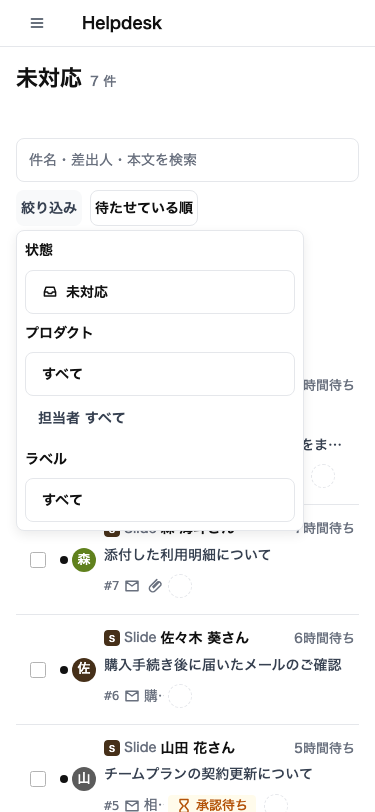 Helpdesk
未対応 7 件
件名・差出人・本文を検索
絞り込み 待たせている順
状態
未対応
プロダクト
すべて
時間待ち
担当者 すべて
をま…
ラベル
すべて
時間待ち
森 添付した利用明細について
#7
S Slide 佐々木 葵さん 6時間待ち
佐 購入手続き後に届いたメールのご確認
#6 購
S Slide 山田 花さん 5時間待ち
山 チームプランの契約更新について
#5 相 承認待ち